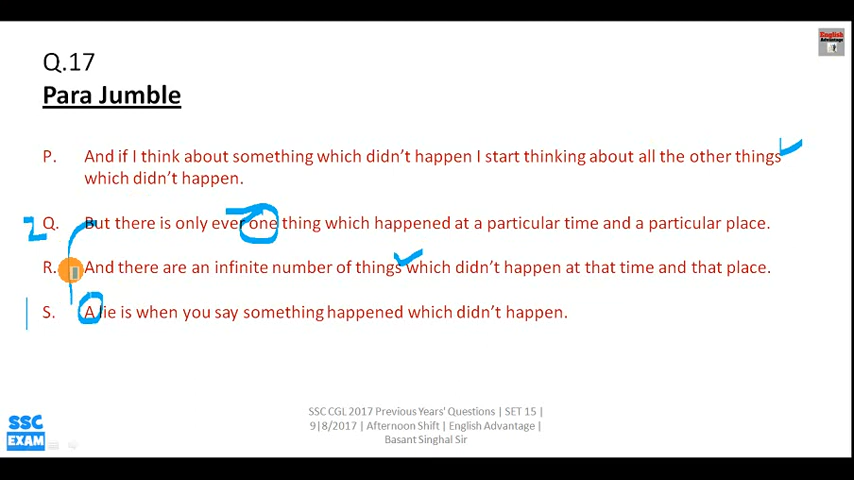 English
Advantage
Q.17
Para Jumble
P. And if I think about something which didn't happen I start thinking about all the other things
which didn't happen.
2 Q. But there is only ever one thing which happened at a particular time and a particular place.
R. And there are an infinite number of things which didn't happen at that time and that place.
1 S. A lie is when you say something happened which didn't happen.
SSC CGL 2017 Previous Years' Questions | SET 15 |
9|8/2017 | Afternoon Shift | English Advantage |
Basant Singhal Sir
SSC
EXAM